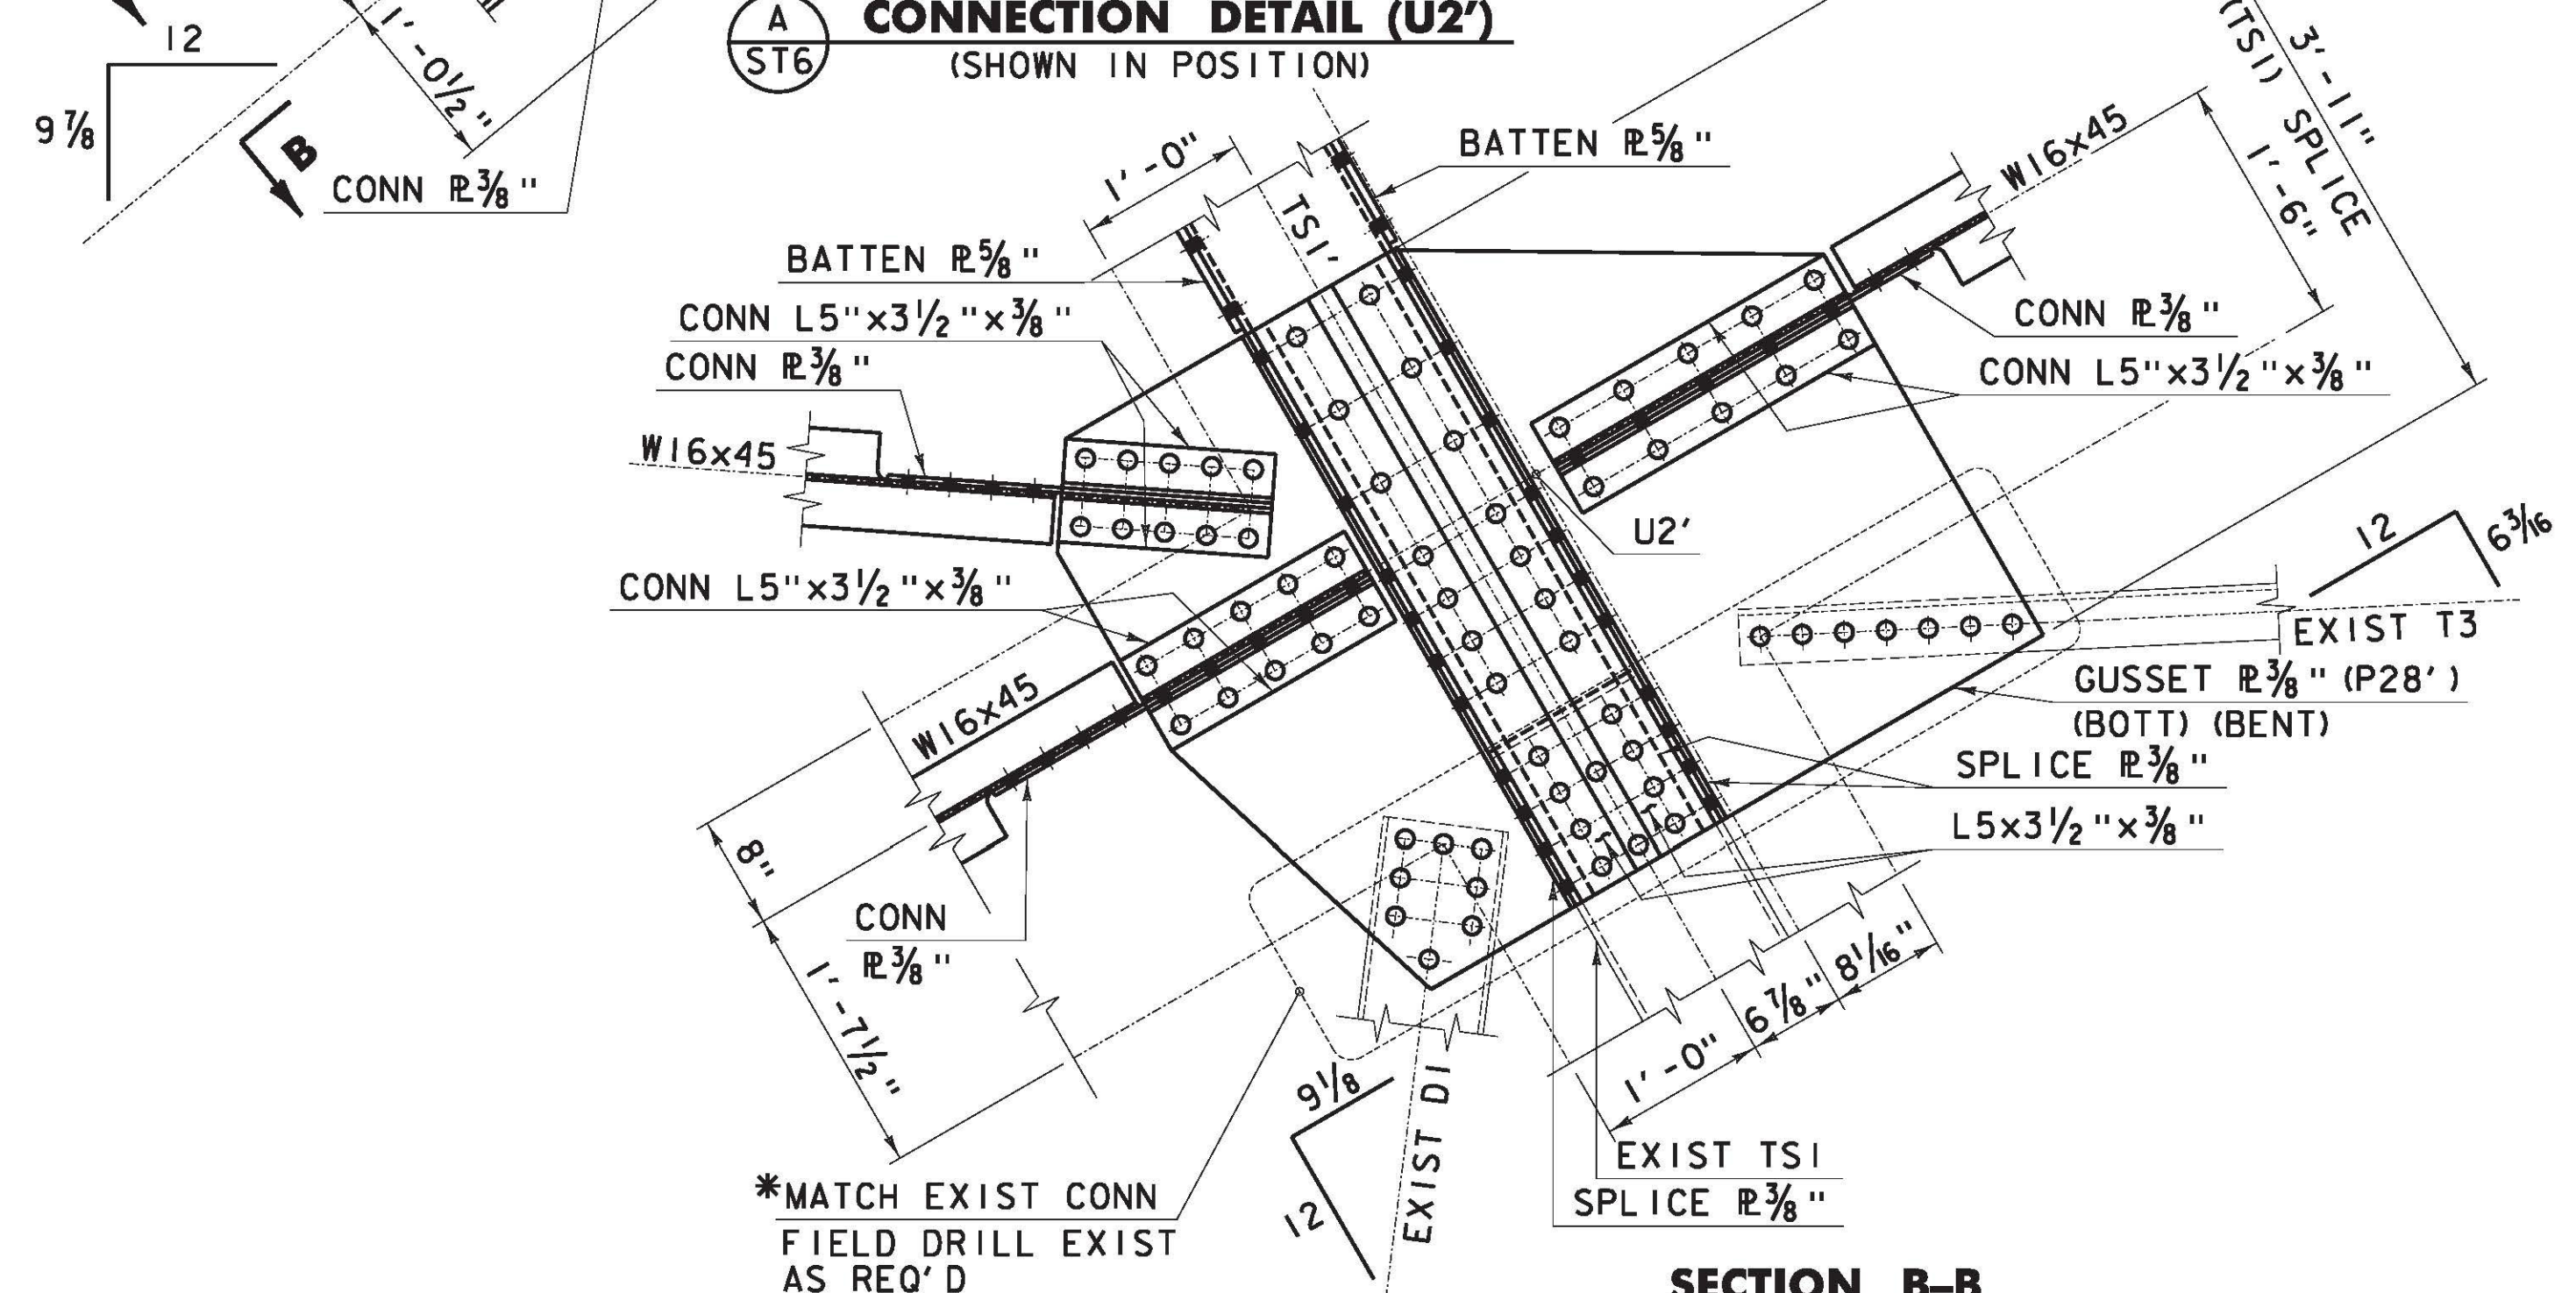 A
ST6
CONNECTION DETAIL (U2')
(SHOWN IN POSITION)
12
9 7/8
1'-0 1/2"
B
CONN ⅊ 3/8"
3'-11"
(TS1) SPLICE
1'-6"
W16x45
BATTEN ⅊ 5/8"
1'-0"
TS1'
BATTEN ⅊ 5/8"
CONN L5"x3 1/2"x 3/8"
CONN ⅊ 3/8"
CONN ⅊ 3/8"
CONN L5"x3 1/2"x 3/8"
W16x45
U2'
12
6 3/16
CONN L5"x3 1/2"x 3/8"
EXIST T3
W16x45
GUSSET ⅊ 3/8" (P28')
(BOTT) (BENT)
SPLICE ⅊ 3/8"
L5x3 1/2"x 3/8"
8"
CONN
⅊ 3/8"
1'-7 1/2"
1'-0"
6 7/8"
8 1/16"
9 1/8
12
EXIST D1
EXIST TS1
SPLICE ⅊ 3/8"
*MATCH EXIST CONN
FIELD DRILL EXIST
AS REQ'D
SECTION B-B